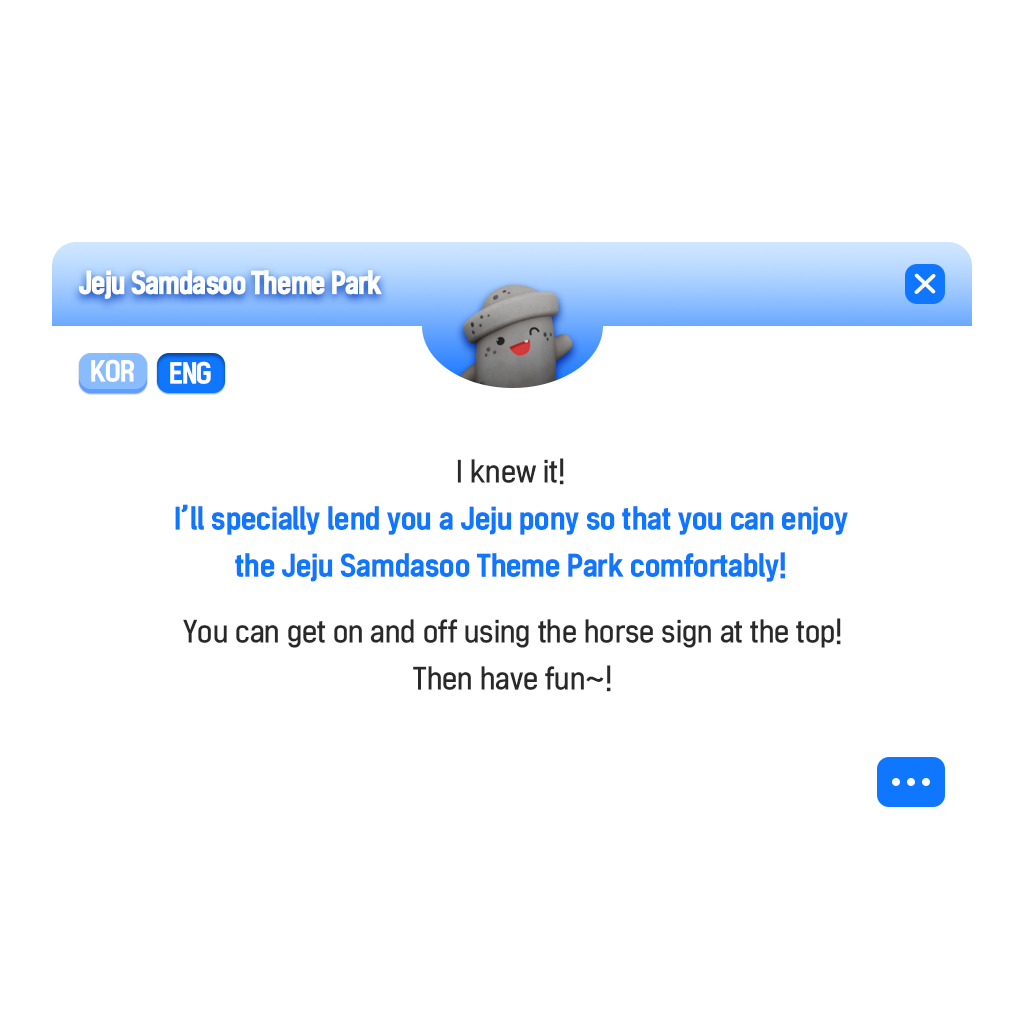 Jeju Samdasoo Theme Park
KOR ENG
I knew it!
I'll specially lend you a Jeju pony so that you can enjoy
the Jeju Samdasoo Theme Park comfortably!
You can get on and off using the horse sign at the top!
Then have fun~!